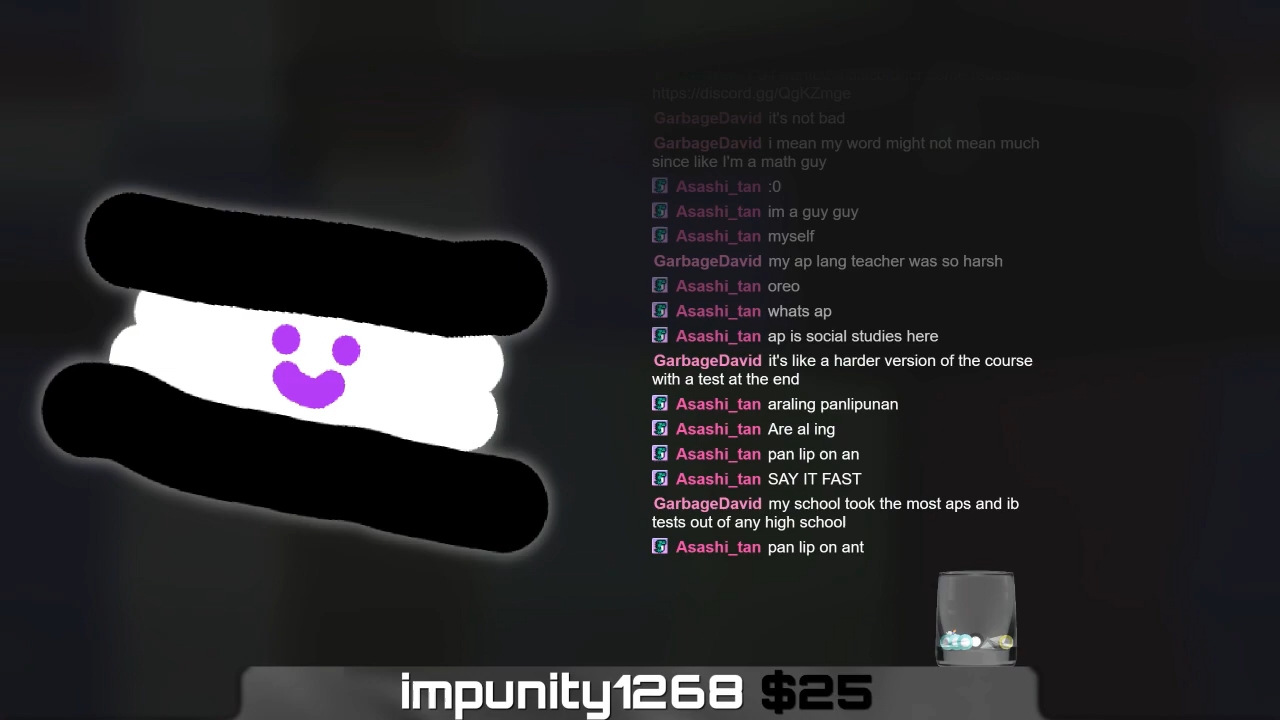 https://discord.gg/QgKZmge
GarbageDavid it's not bad
GarbageDavid i mean my word might not mean much
since like I'm a math guy
Asashi_tan :0
Asashi_tan im a guy guy
Asashi_tan myself
GarbageDavid my ap lang teacher was so harsh
Asashi_tan oreo
Asashi_tan whats ap
Asashi_tan ap is social studies here
GarbageDavid it's like a harder version of the course
with a test at the end
Asashi_tan araling panlipunan
Asashi_tan Are al ing
Asashi_tan pan lip on an
Asashi_tan SAY IT FAST
GarbageDavid my school took the most aps and ib
tests out of any high school
Asashi_tan pan lip on ant
impunity1268 $25